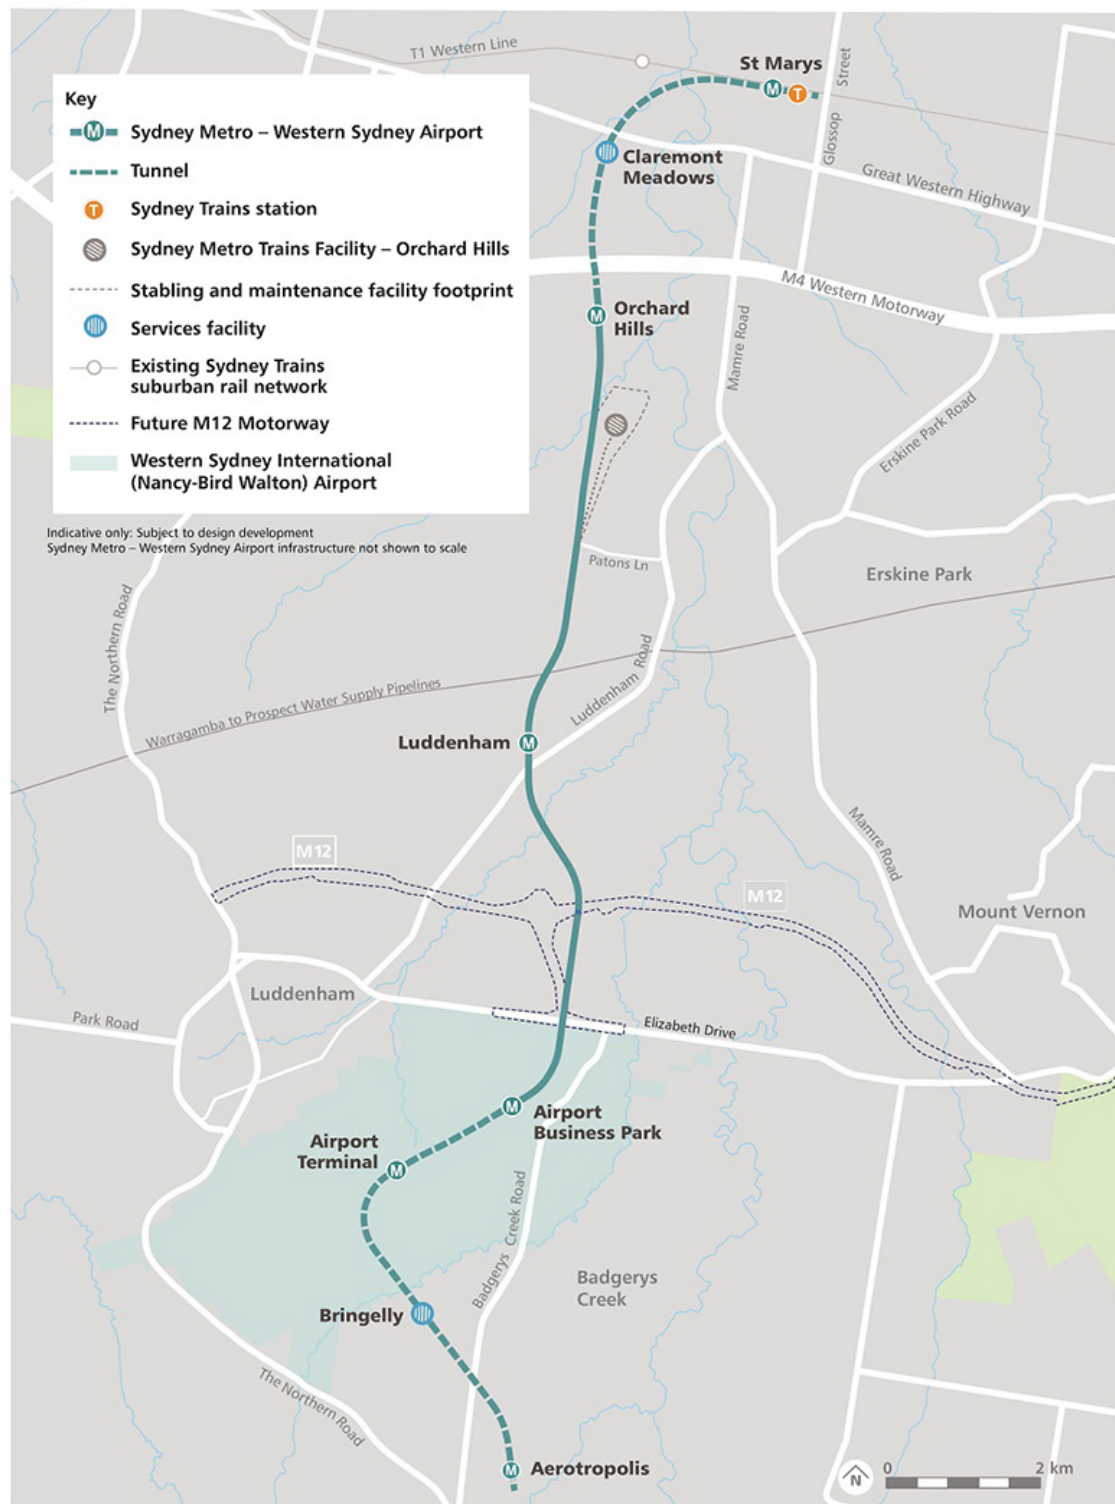 T1 Western Line
St Marys
M
T
Glossop Street
Key
M
Sydney Metro – Western Sydney Airport
Tunnel
T
Sydney Trains station
Sydney Metro Trains Facility – Orchard Hills
Stabling and maintenance facility footprint
Services facility
Existing Sydney Trains
suburban rail network
Future M12 Motorway
Western Sydney International
(Nancy-Bird Walton) Airport
Indicative only: Subject to design development
Sydney Metro – Western Sydney Airport infrastructure not shown to scale
Claremont
Meadows
Great Western Highway
M4 Western Motorway
M
Orchard
Hills
Mamre Road
Erskine Park Road
Patons Ln
Erskine Park
The Northern Road
Luddenham Road
Warragamba to Prospect Water Supply Pipelines
Luddenham
M
Mamre Road
M12
M12
Mount Vernon
Luddenham
Park Road
Elizabeth Drive
M
Airport
Business Park
Airport
Terminal
M
Badgerys Creek Road
Badgerys
Creek
Bringelly
The Northern Road
M
Aerotropolis
N
0
2 km